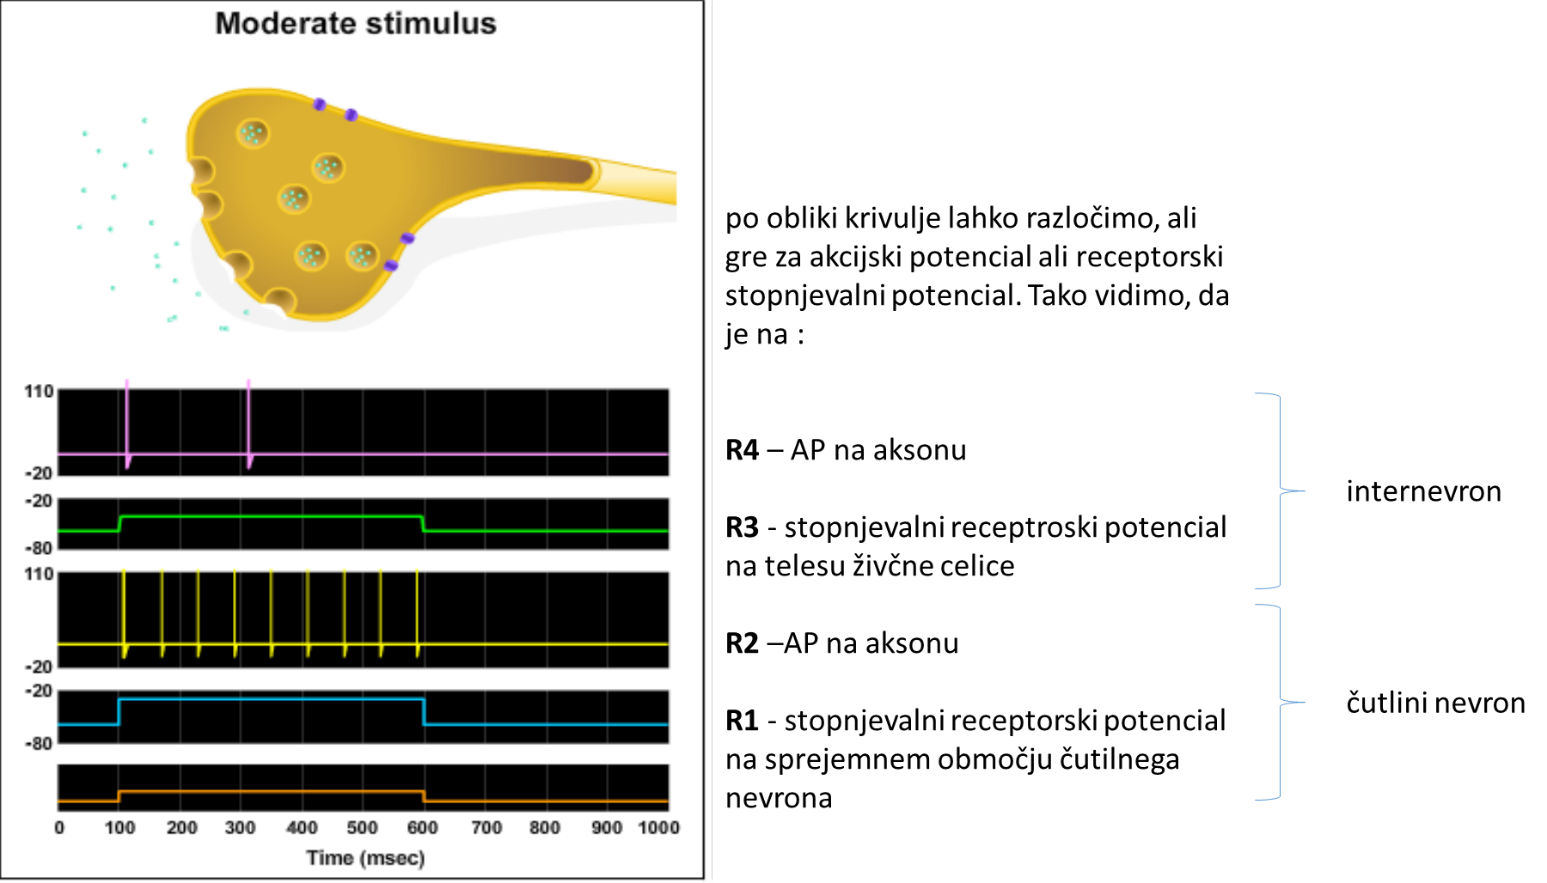 Moderate stimulus
110
-20
-20
-80
110
-20
-20
-80
0 100 200 300 400 500 600 700 800 900 1000
Time (msec)
po obliki krivulje lahko razločimo, ali
gre za akcijski potencial ali receptorski
stopnjevalni potencial. Tako vidimo, da
je na :
R4 – AP na aksonu
R3 - stopnjevalni receptroski potencial
na telesu živčne celice
internevron
R2 –AP na aksonu
R1 - stopnjevalni receptorski potencial
na sprejemnem območju čutilnega
nevrona
čutlini nevron